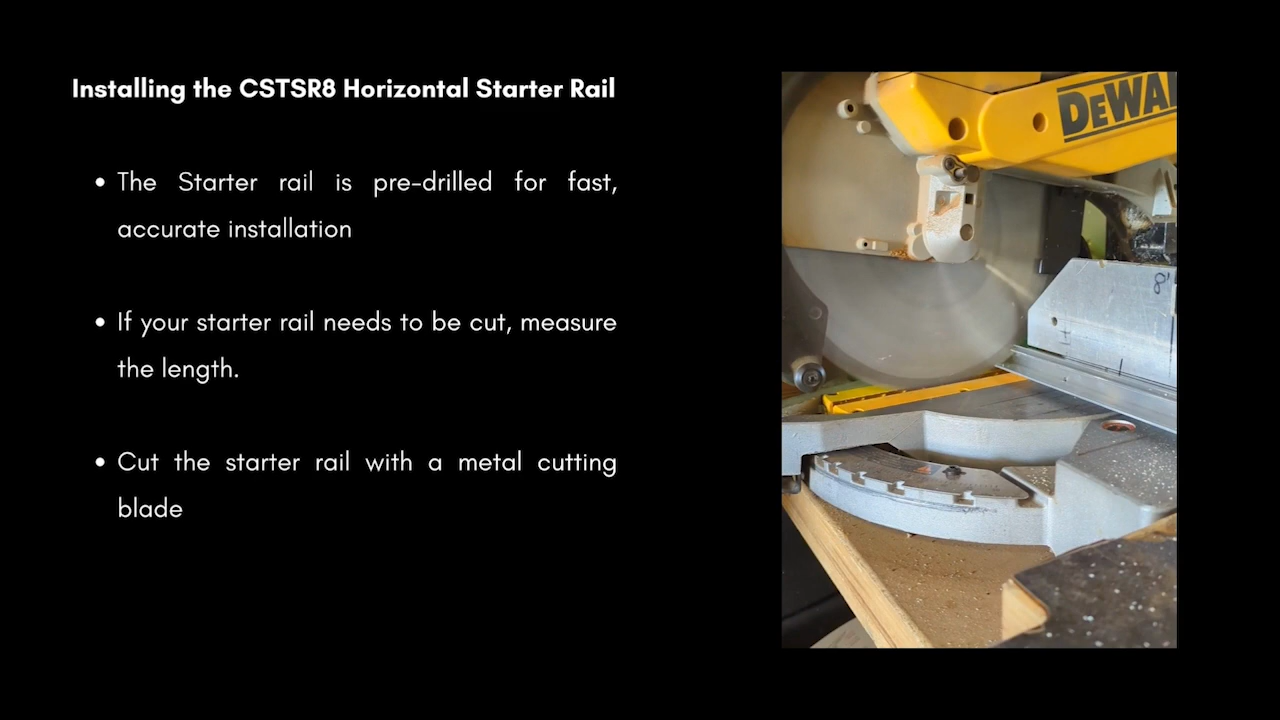 Installing the CSTSR8 Horizontal Starter Rail
• The Starter rail is pre-drilled for fast,
accurate installation
• If your starter rail needs to be cut, measure
the length.
• Cut the starter rail with a metal cutting
blade
DEWAL
8'